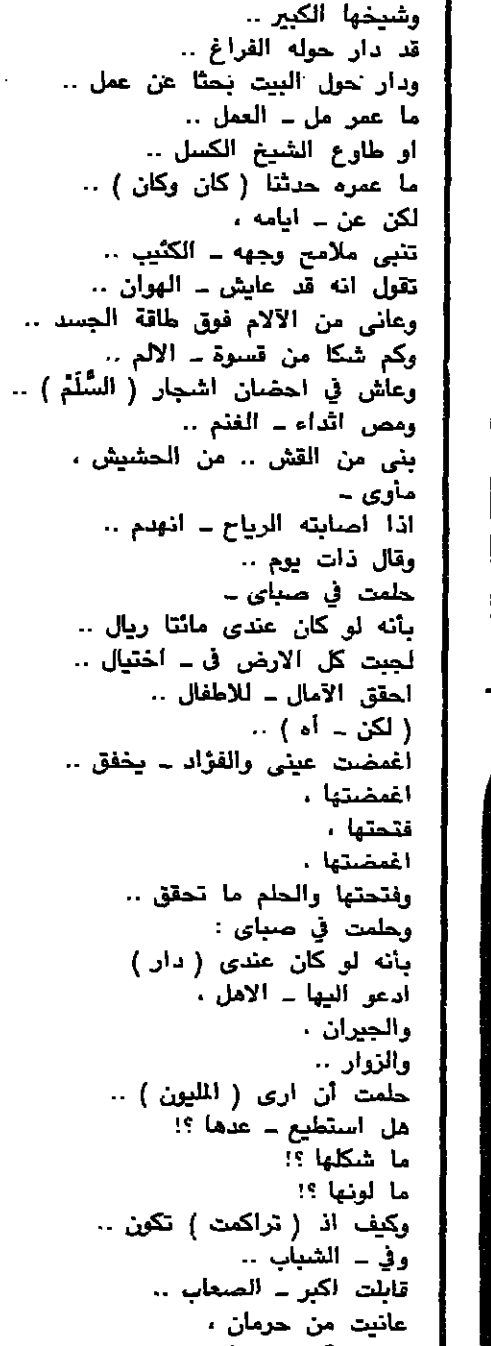 وشيخها الكبير ..
قد دار حوله الفراغ ..
ودار حول البيت بحثا عن عمل ..
ما عمر مل ـ العمل ..
او طاوع الشيخ الكسل ..
ما عمره حدثنا ( كان وكان ) ..
لكن عن ـ ايامه ،
تنبى ملامح وجهه ـ الكئيب ..
تقول انه قد عايش ـ الهوان ..
وعانى من الآلام فوق طاقة الجسد ..
وكم شكا من قسوة ـ الالم ..
وعاش في احضان اشجار ( السَّلَمْ ) ..
ومص اثداء ـ الغنم ..
بنى من القش .. من الحشيش ،
مأوى ـ
اذا اصابته الرياح ـ انهدم ..
وقال ذات يوم ..
حلمت في صباى ـ
بأنه لو كان عندى مائتا ريال ..
لجبت كل الارض فى ـ اختيال ..
احقق الآمال ـ للاطفال ..
( لكن ـ أه ) ..
اغمضت عينى والفؤاد ـ يخفق ..
اغمضتها ،
فتحتها ،
اغمضتها ،
وفتحتها والحلم ما تحقق ..
وحلمت في صباى :
بأنه لو كان عندى ( دار )
ادعو اليها ـ الاهل ،
والجيران ،
والزوار ..
حلمت أن ارى ( المليون ) ..
هل استطيع ـ عدها ؟!
ما شكلها ؟!
ما لونها ؟!
وكيف اذ ( تراكمت ) تكون ..
وفي ـ الشباب ..
قابلت اكبر ـ الصعاب ..
عانيت من حرمان ،